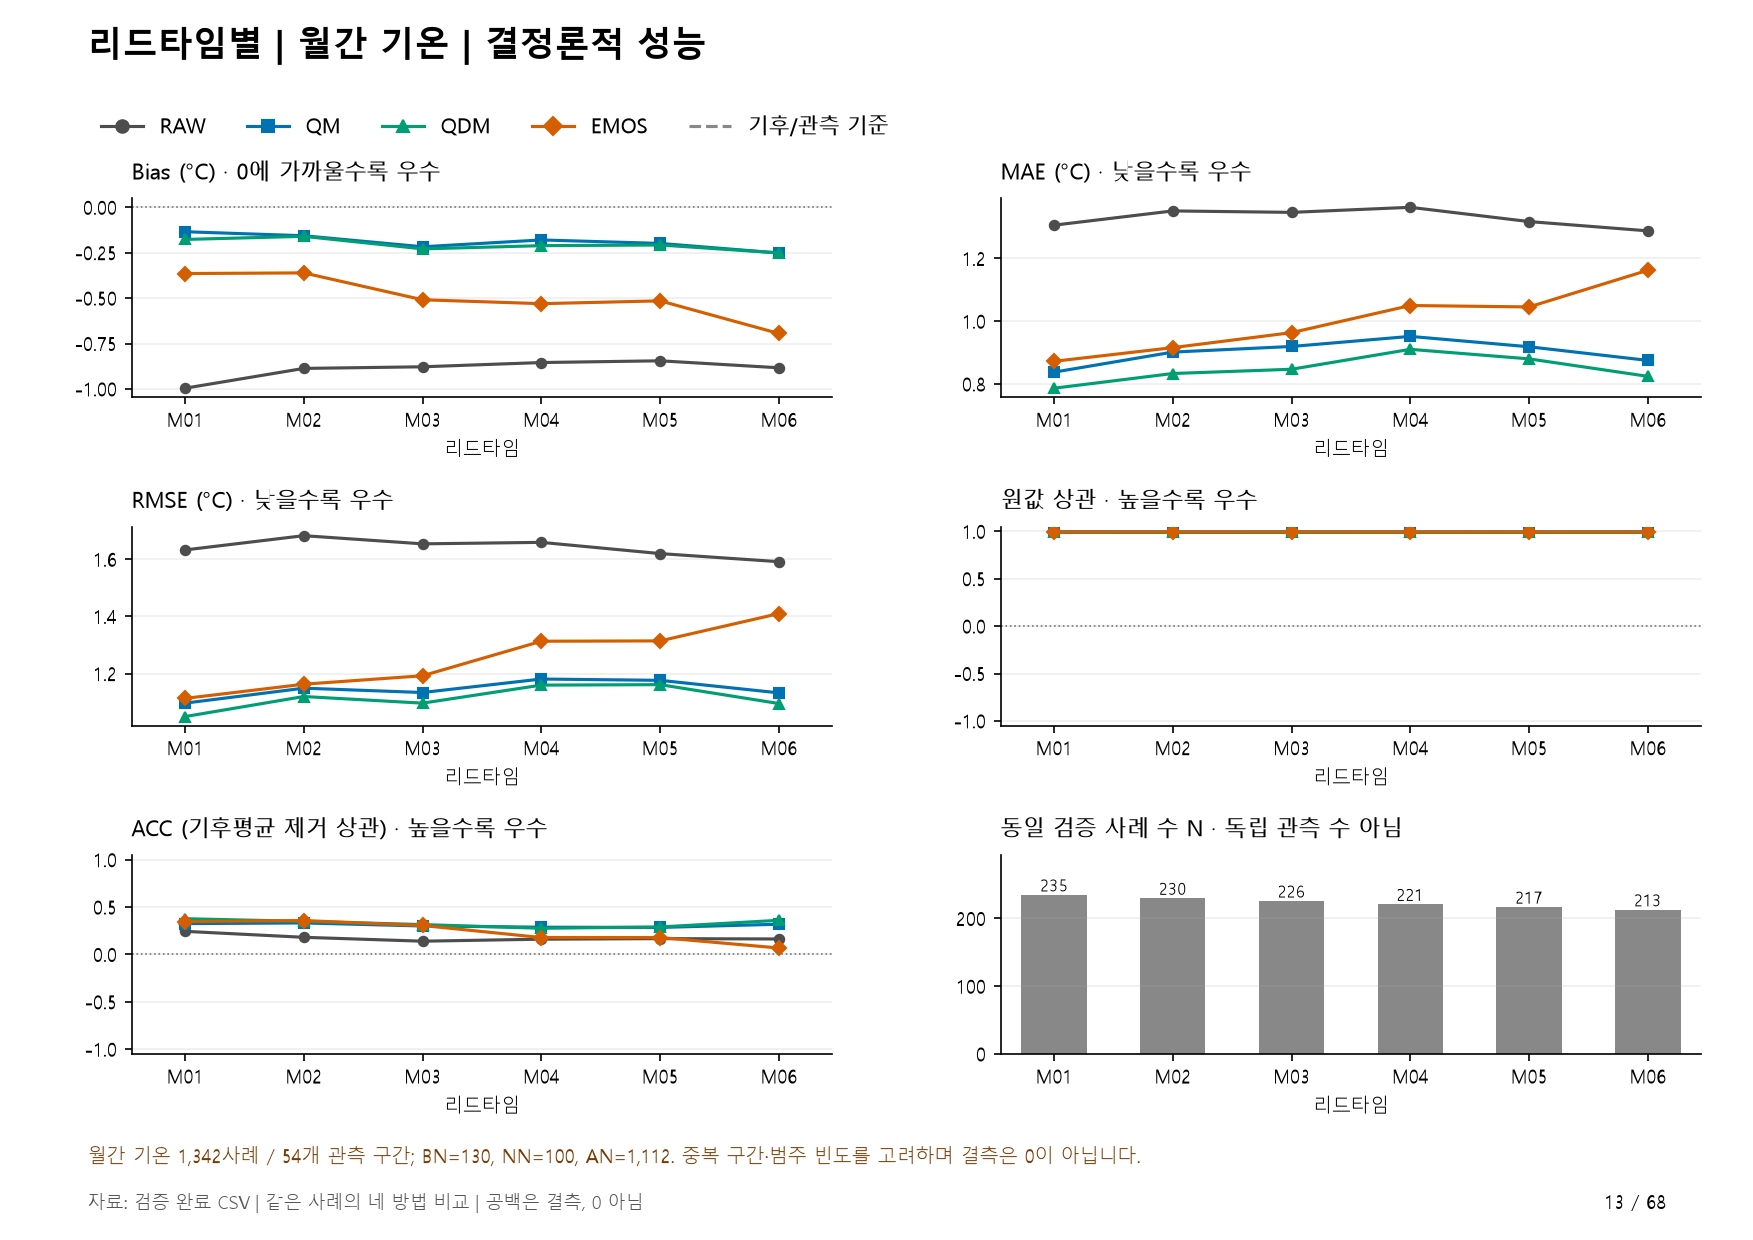 리드타임별 | 월간 기온 | 결정론적 성능
RAW QM QDM EMOS 기후/관측 기준
Bias (°C) · 0에 가까울수록 우수
0.00
-0.25
-0.50
-0.75
-1.00
M01 M02 M03 M04 M05 M06
리드타임
MAE (°C) · 낮을수록 우수
1.2
1.0
0.8
M01 M02 M03 M04 M05 M06
리드타임
RMSE (°C) · 낮을수록 우수
1.6
1.4
1.2
M01 M02 M03 M04 M05 M06
리드타임
원값 상관 · 높을수록 우수
1.0
0.5
0.0
-0.5
-1.0
M01 M02 M03 M04 M05 M06
리드타임
ACC (기후평균 제거 상관) · 높을수록 우수
1.0
0.5
0.0
-0.5
-1.0
M01 M02 M03 M04 M05 M06
리드타임
동일 검증 사례 수 N · 독립 관측 수 아님
235 230 226 221 217 213
200
100
0
M01 M02 M03 M04 M05 M06
리드타임
월간 기온 1,342사례 / 54개 관측 구간; BN=130, NN=100, AN=1,112. 중복 구간·범주 빈도를 고려하며 결측은 0이 아닙니다.
자료: 검증 완료 CSV | 같은 사례의 네 방법 비교 | 공백은 결측, 0 아님
13 / 68